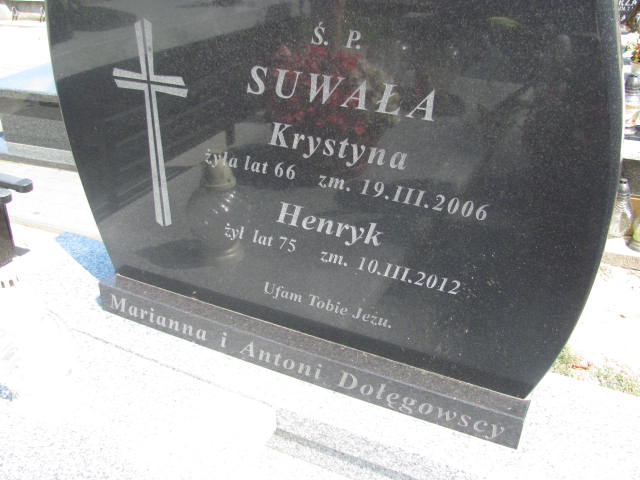 Ś. P.
SUWAŁA
Krystyna
żyła lat 66 zm. 19.III.2006
Henryk
żył lat 75 zm. 10.III.2012
Ufam Tobie Jeżu.
Marianna i Antoni Dołęgowscy